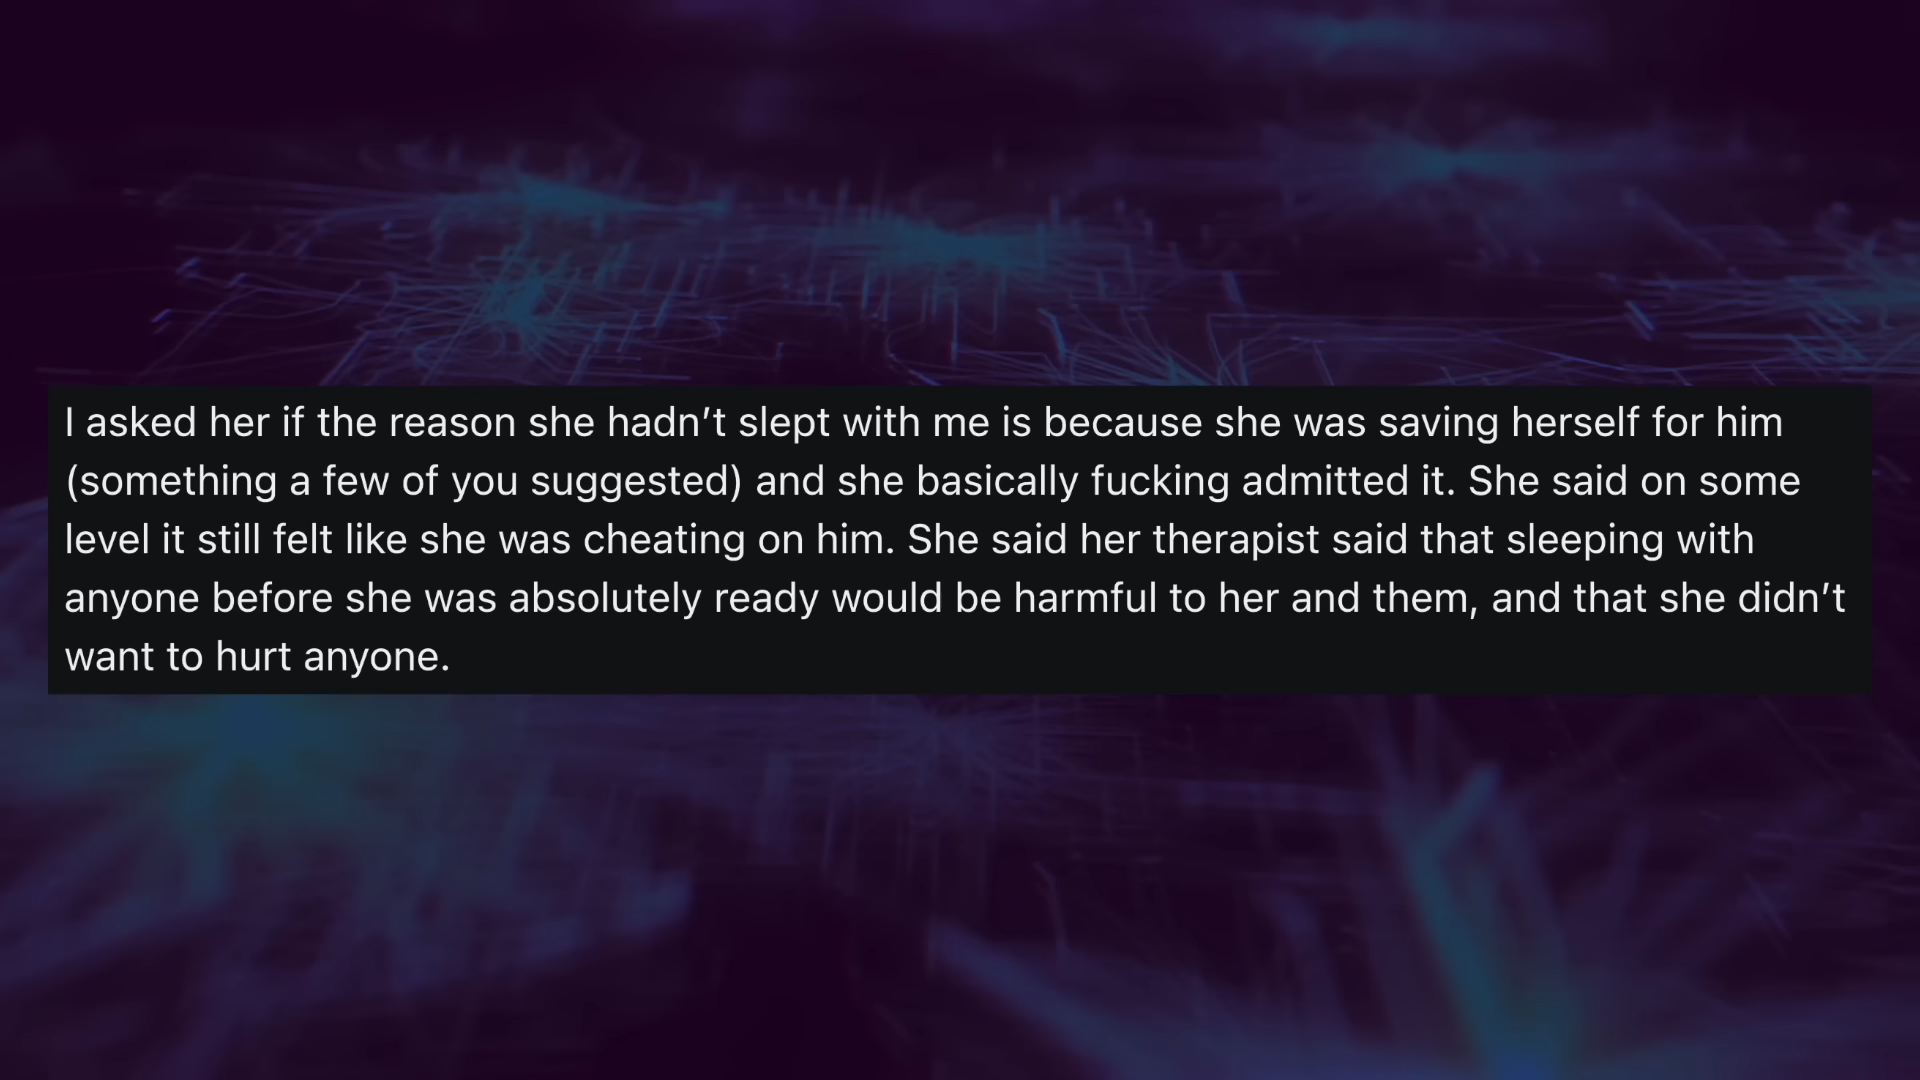 I asked her if the reason she hadn’t slept with me is because she was saving herself for him
(something a few of you suggested) and she basically fucking admitted it. She said on some
level it still felt like she was cheating on him. She said her therapist said that sleeping with
anyone before she was absolutely ready would be harmful to her and them, and that she didn’t
want to hurt anyone.